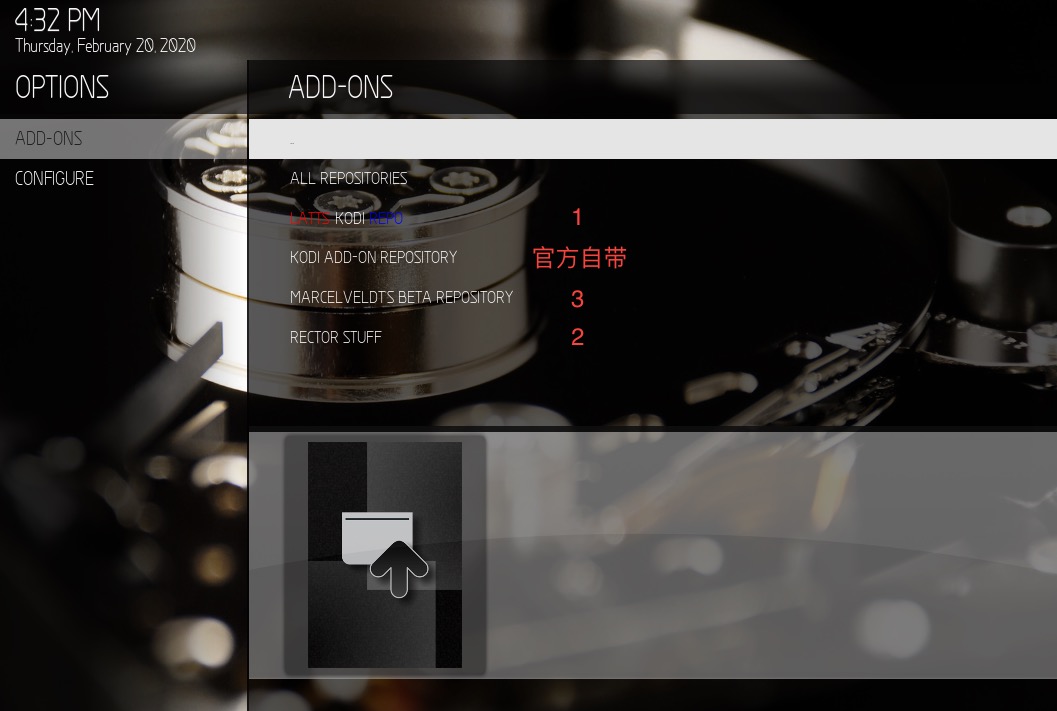 4:32 PM
Thursday, February 20, 2020
OPTIONS
ADD-ONS
CONFIGURE
ADD-ONS
..
ALL REPOSITORIES
LATTS KODI REPO 1
KODI ADD-ON REPOSITORY 官方自带
MARCELVELDT'S BETA REPOSITORY 3
RECTOR STUFF 2